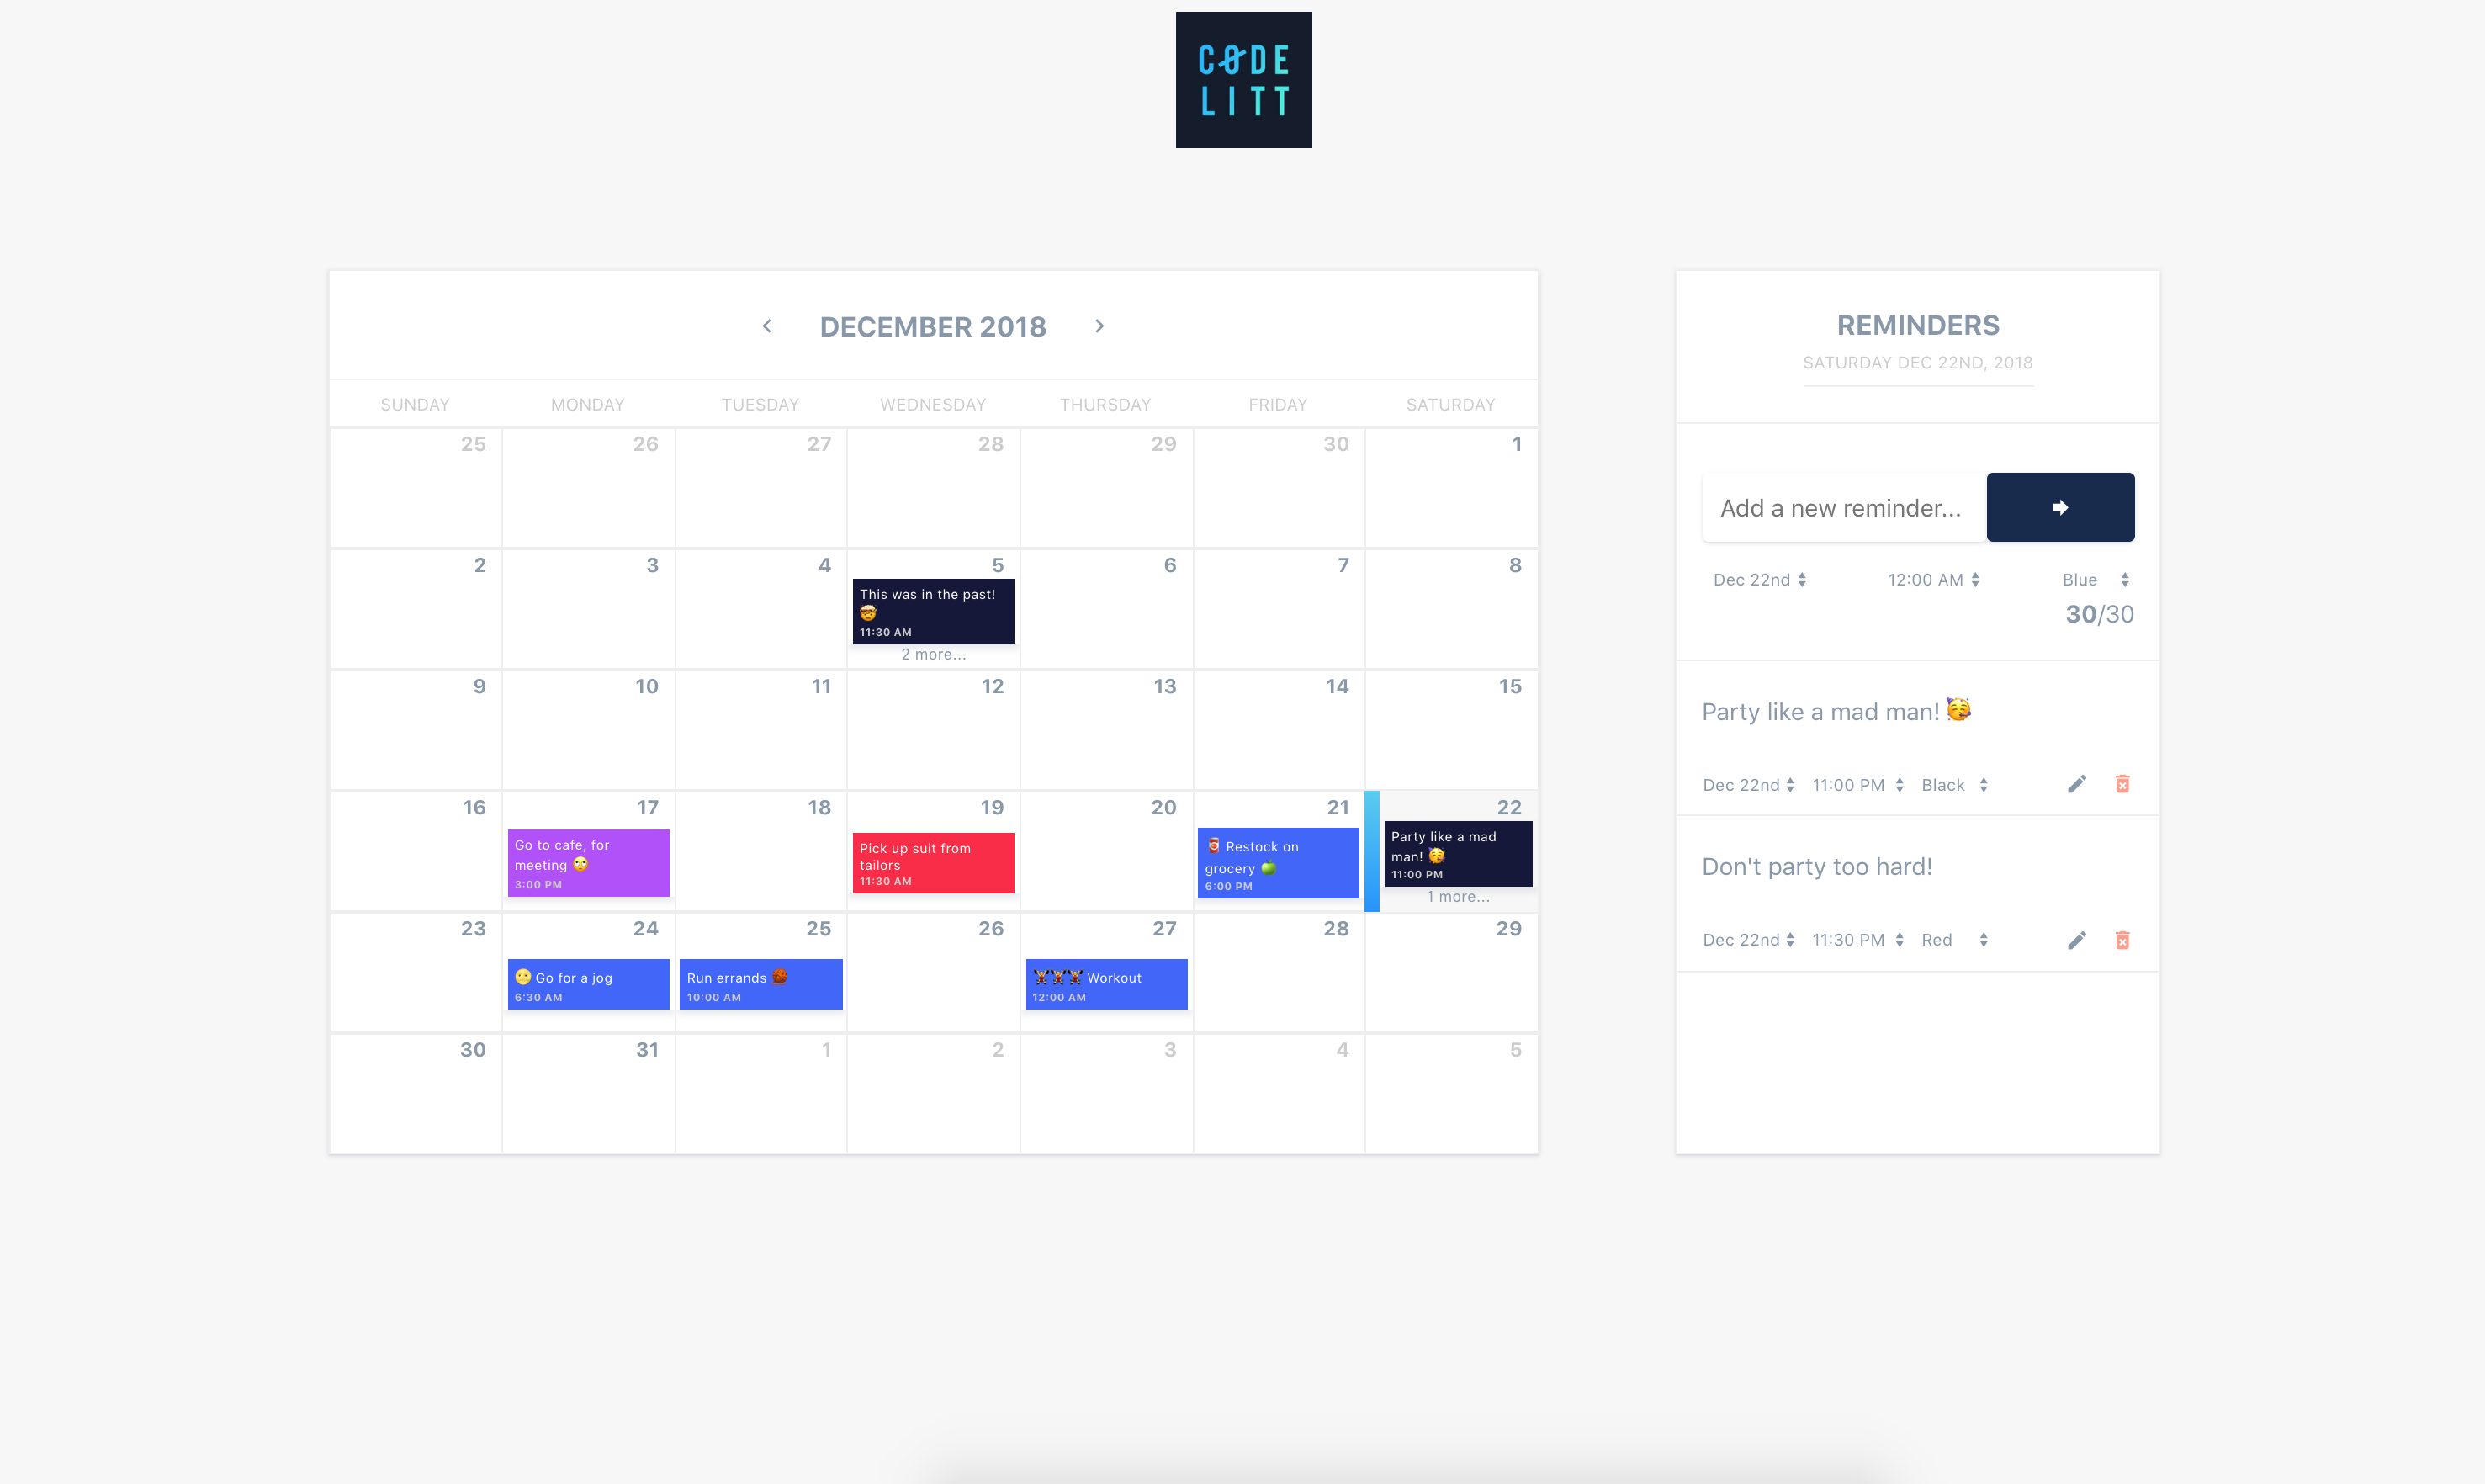 CODE
LITT
DECEMBER 2018
SUNDAY MONDAY TUESDAY WEDNESDAY THURSDAY FRIDAY SATURDAY
25 26 27 28 29 30 1
2 3 4 5 6 7 8
This was in the past!
🤯
11:30 AM
2 more...
9 10 11 12 13 14 15
16 17 18 19 20 21 22
Go to cafe, for
meeting 🙄
3:00 PM
Pick up suit from
tailors
11:30 AM
🥫 Restock on
grocery 🍏
6:00 PM
Party like a mad
man! 🥳
11:00 PM
1 more...
23 24 25 26 27 28 29
😬 Go for a jog
6:30 AM
Run errands 🏀
10:00 AM
🏋️🏋️🏋️ Workout
12:00 AM
30 31 1 2 3 4 5
REMINDERS
SATURDAY DEC 22ND, 2018
Add a new reminder...
Dec 22nd 12:00 AM Blue
30/30
Party like a mad man! 🥳
Dec 22nd 11:00 PM Black
Don't party too hard!
Dec 22nd 11:30 PM Red